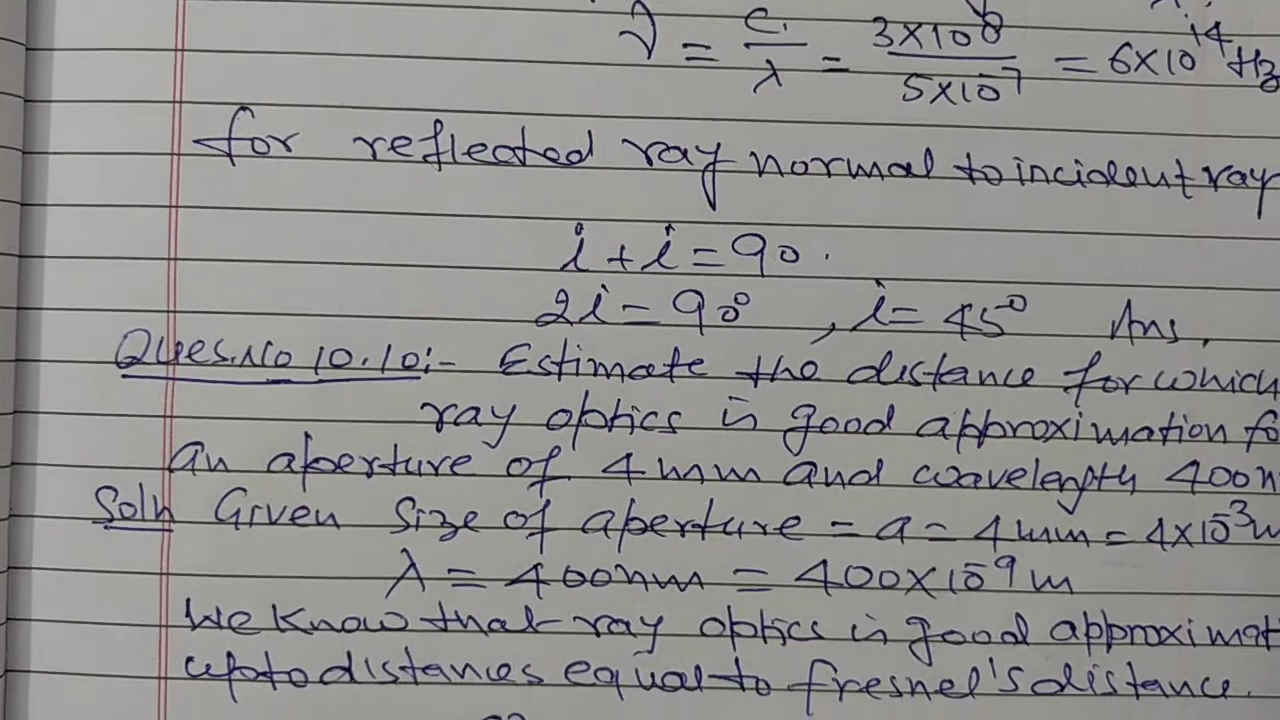 ν = c/λ = 3×10⁸/5×10⁻⁷ = 6×10¹⁴ Hz
for reflected ray normal to incident ray
i + i = 90.
2i = 90°, i = 45° Ans.
Ques.No 10.10:- Estimate the distance for which
ray optics is good approximation fo
an aperture of 4mm and wavelength 400n
Soln Given Size of aperture = a = 4mm = 4×10⁻³m
λ = 400nm = 400×10⁻⁹m
We Know that ray optics is good approximat
upto distances equal to fresnel's distance.